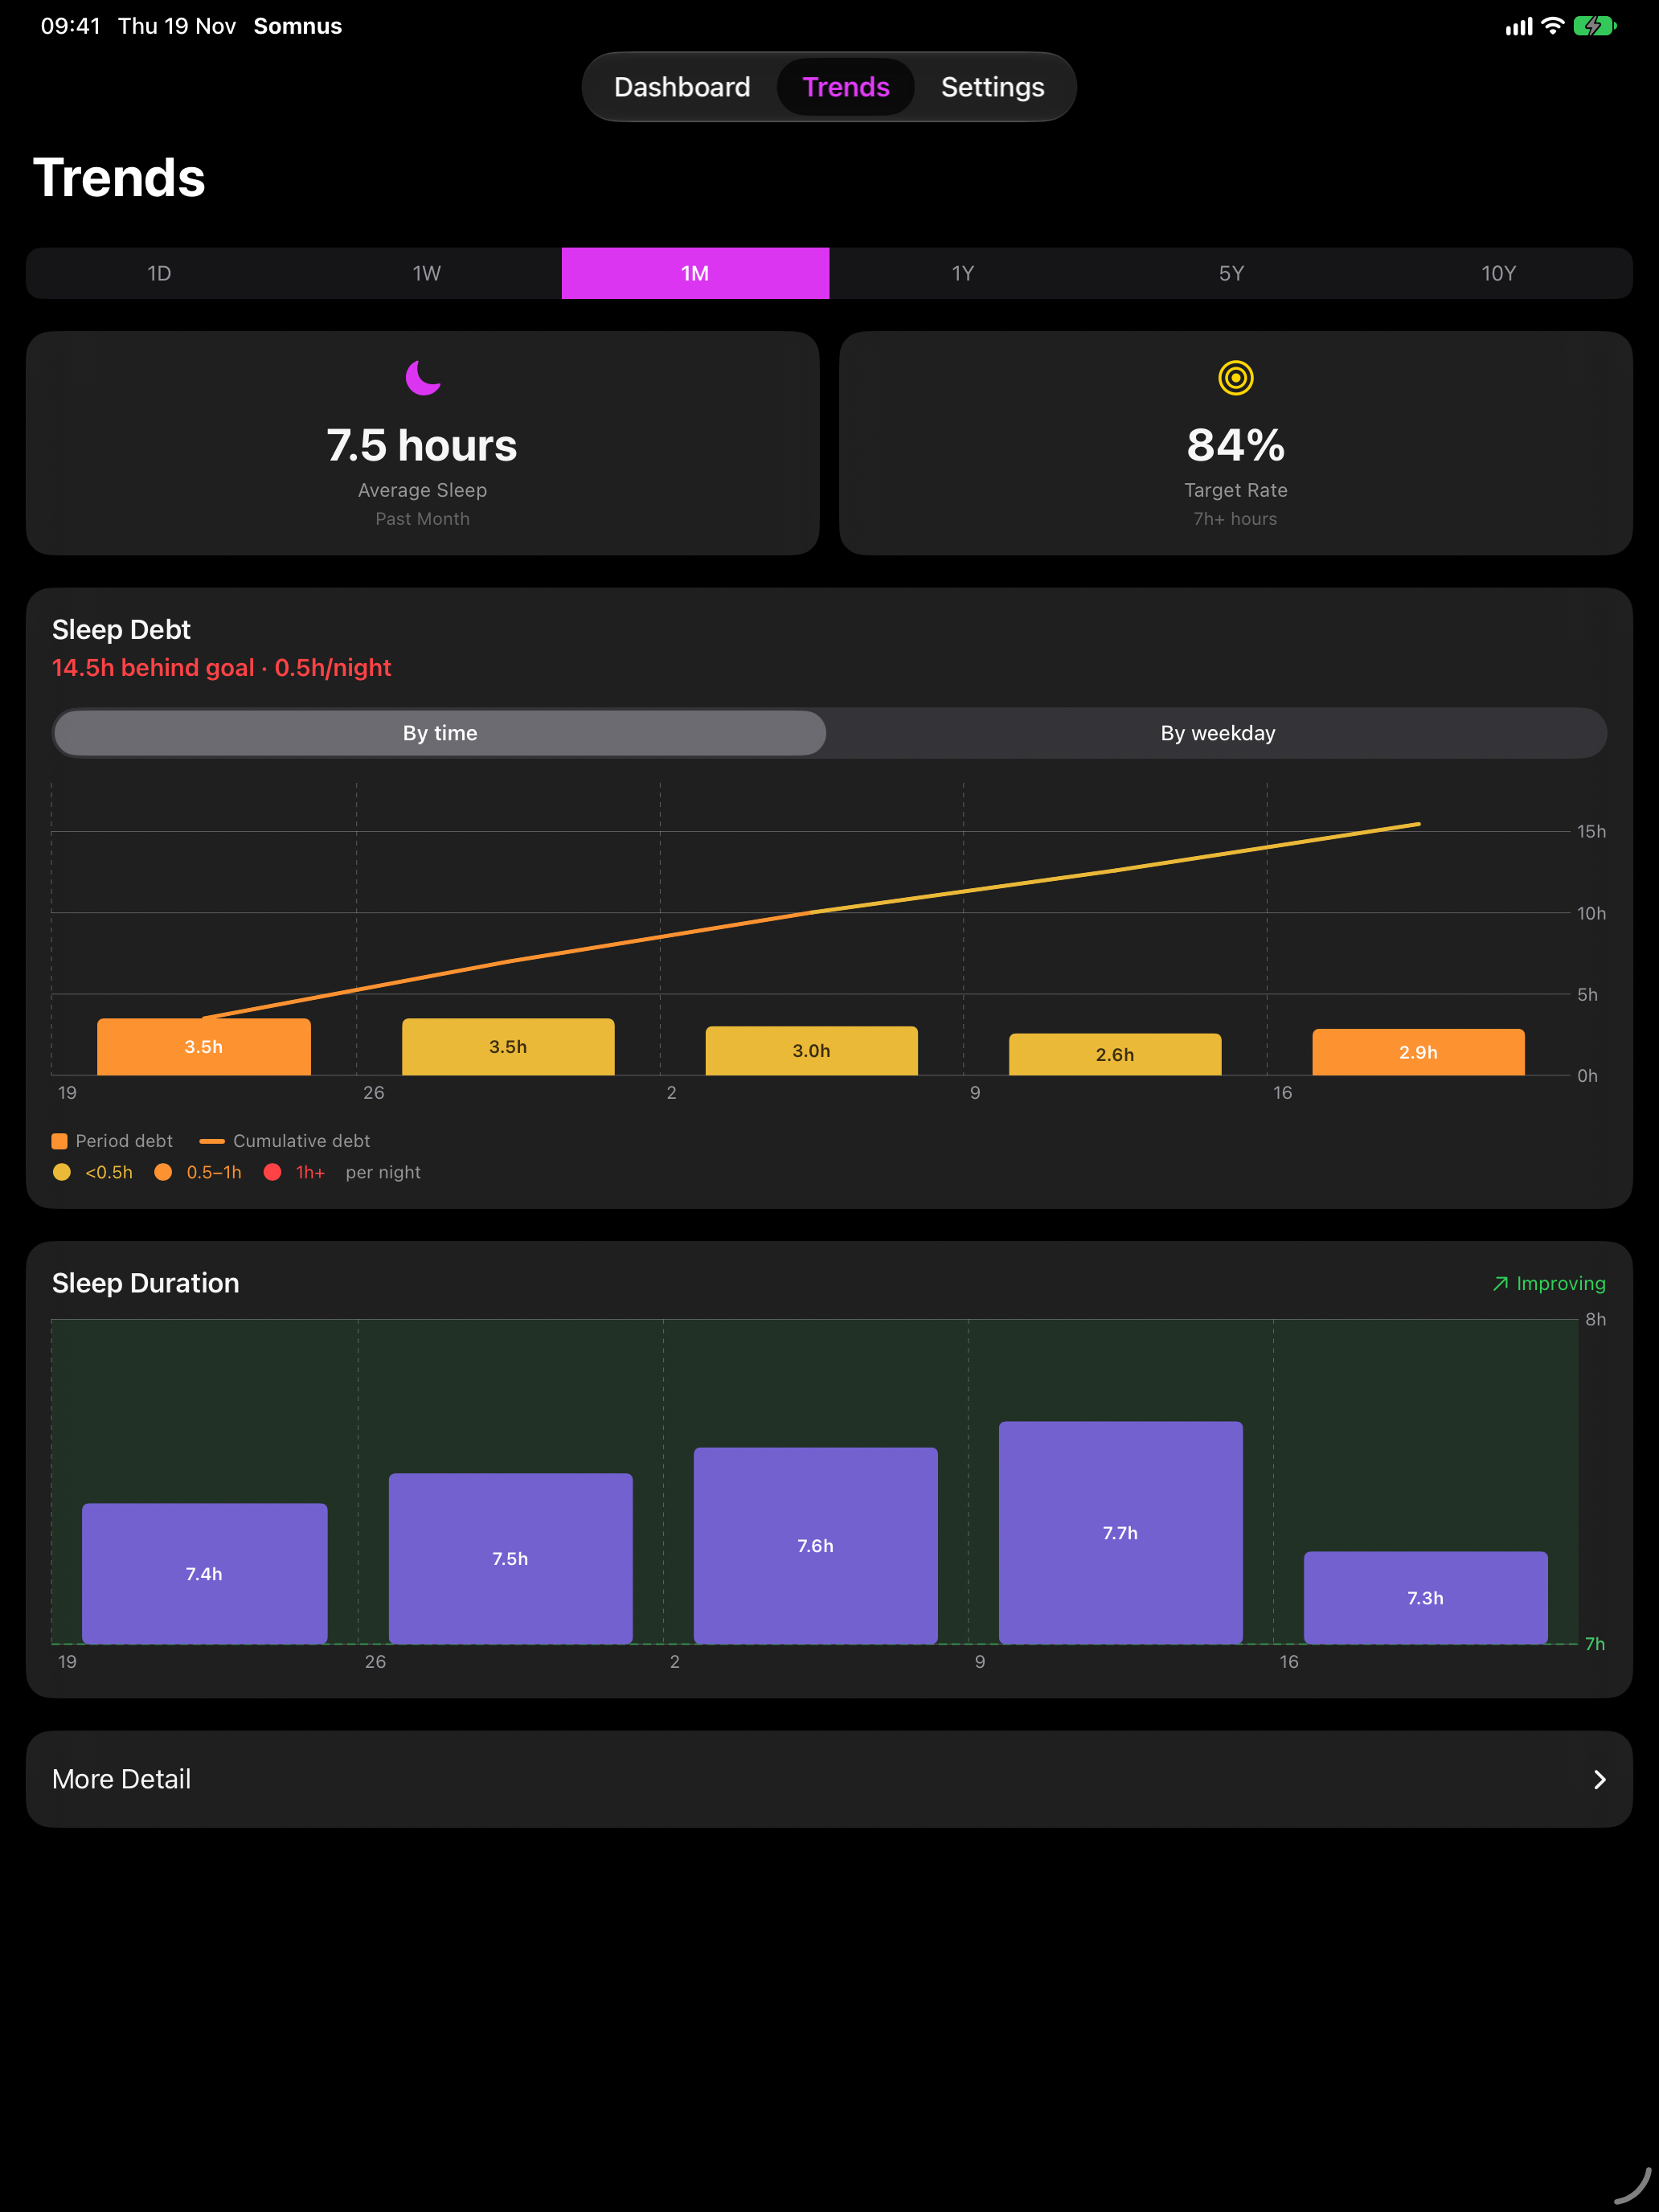 09:41 Thu 19 Nov Somnus
Dashboard Trends Settings
Trends
1D 1W 1M 1Y 5Y 10Y
7.5 hours
Average Sleep
Past Month
84%
Target Rate
7h+ hours
Sleep Debt
14.5h behind goal · 0.5h/night
By time By weekday
15h
10h
5h
0h
3.5h 3.5h 3.0h 2.6h 2.9h
19 26 2 9 16
Period debt Cumulative debt
<0.5h 0.5–1h 1h+ per night
Sleep Duration
Improving
8h
7.4h 7.5h 7.6h 7.7h 7.3h
7h
19 26 2 9 16
More Detail